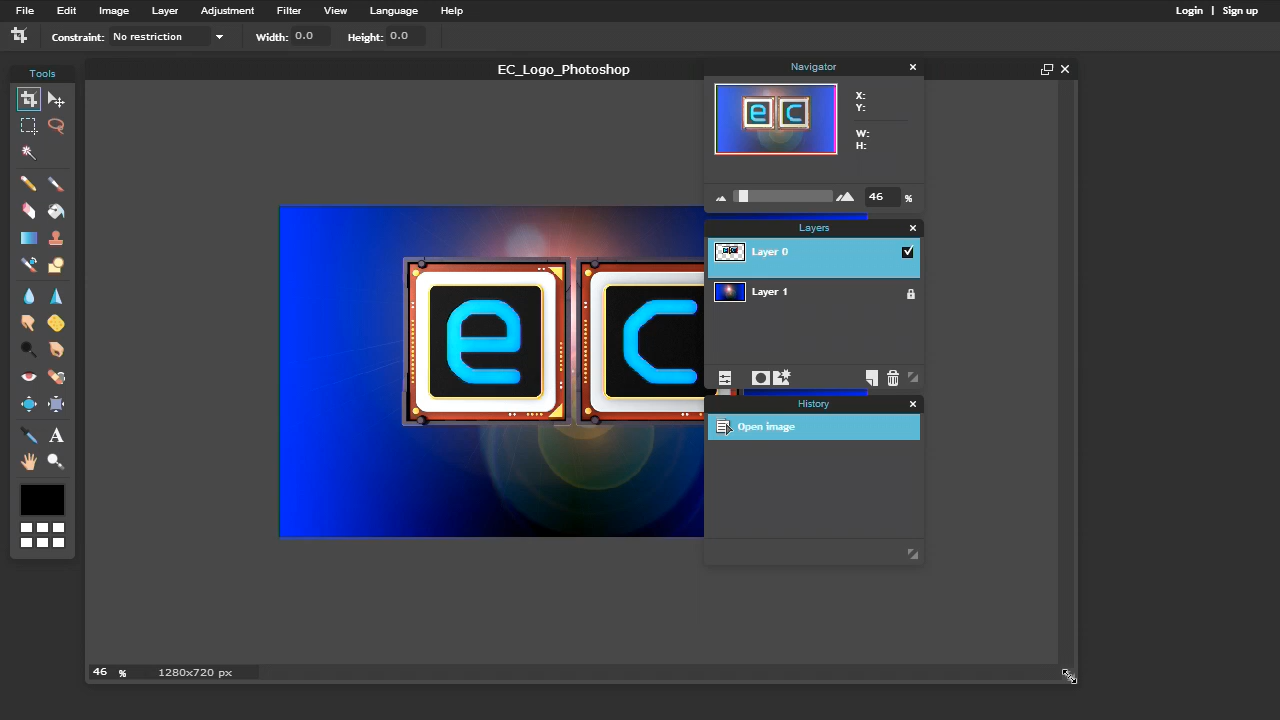 File Edit Image Layer Adjustment Filter View Language Help Login | Sign up
Constraint: No restriction Width: 0.0 Height: 0.0
Tools
EC_Logo_Photoshop
Navigator
X:
Y:
W:
H:
46 %
Layers
Layer 0
Layer 1
History
Open image
e c
A
46 % 1280x720 px